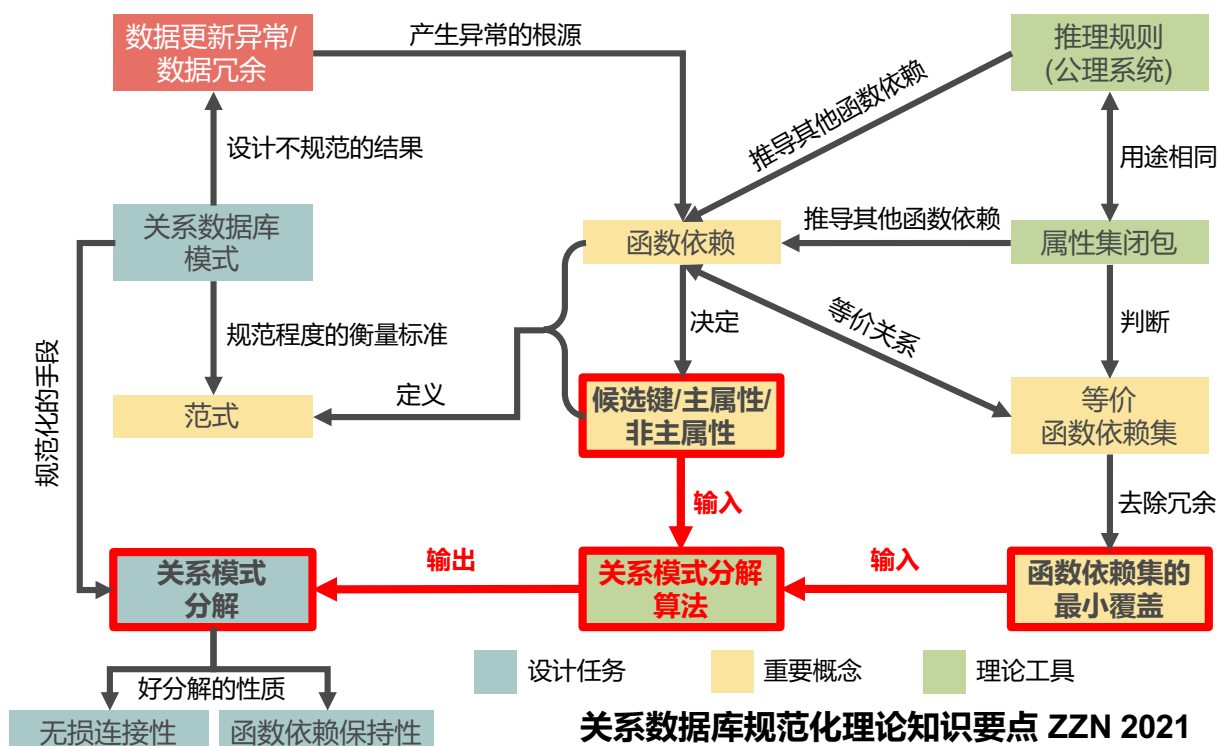 数据更新异常/
数据冗余
产生异常的根源
推理规则
(公理系统)
推导其他函数依赖
设计不规范的结果
用途相同
关系数据库
模式
函数依赖
推导其他函数依赖
属性集闭包
规范程度的衡量标准
决定
等价关系
判断
规范化的手段
范式
定义
候选键/主属性/
非主属性
等价
函数依赖集
输入
去除冗余
关系模式
分解
输出
关系模式分解
算法
输入
函数依赖集的
最小覆盖
好分解的性质
设计任务
重要概念
理论工具
无损连接性
函数依赖保持性
关系数据库规范化理论知识要点 ZZN 2021